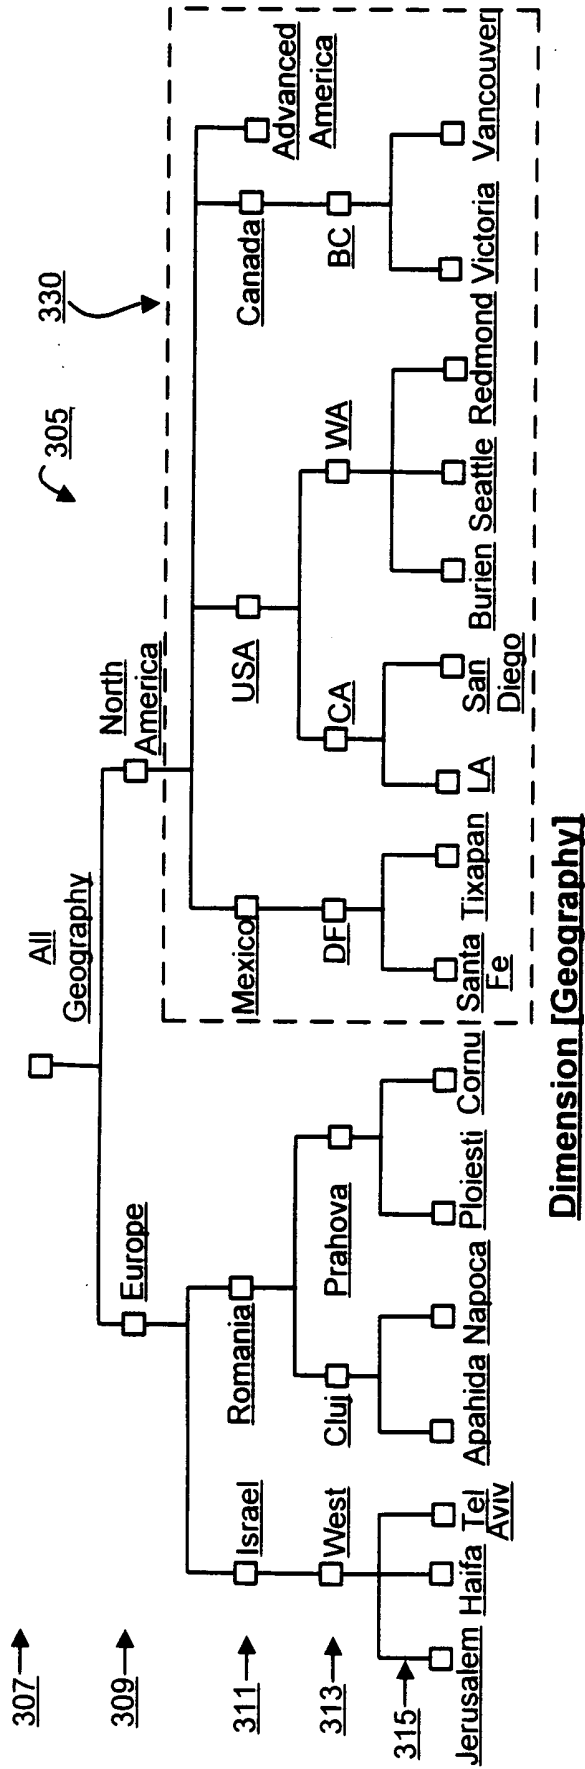 307
309
311
313
315
305
330
All
Geography
Europe
North
America
Israel
Romania
Mexico
USA
Canada
Advanced
America
West
Cluj
Prahova
DF
CA
WA
BC
Jerusalem
Haifa
Tel
Aviv
Apahida
Napoca
Ploiesti
Cornu
Santa
Fe
Tixapan
LA
San
Diego
Burien
Seattle
Redmond
Victoria
Vancouver
Dimension [Geography]